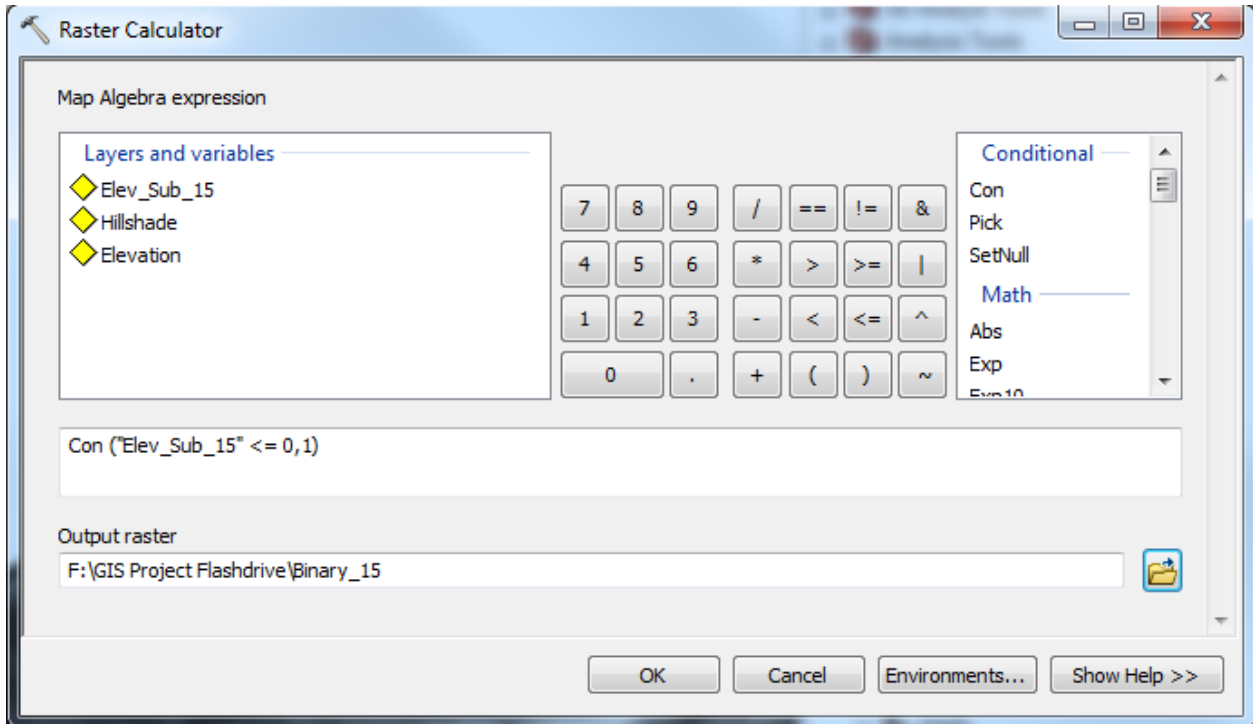 Raster Calculator
Map Algebra expression
Layers and variables
Elev_Sub_15
Hillshade
Elevation
7 8 9 / == != &
4 5 6 * > >= |
1 2 3 - < <= ^
0 . + ( ) ~
Conditional
Con
Pick
SetNull
Math
Abs
Exp
Exp10
Con ("Elev_Sub_15" <= 0,1)
Output raster
F:\GIS Project Flashdrive\Binary_15
OK Cancel Environments... Show Help >>